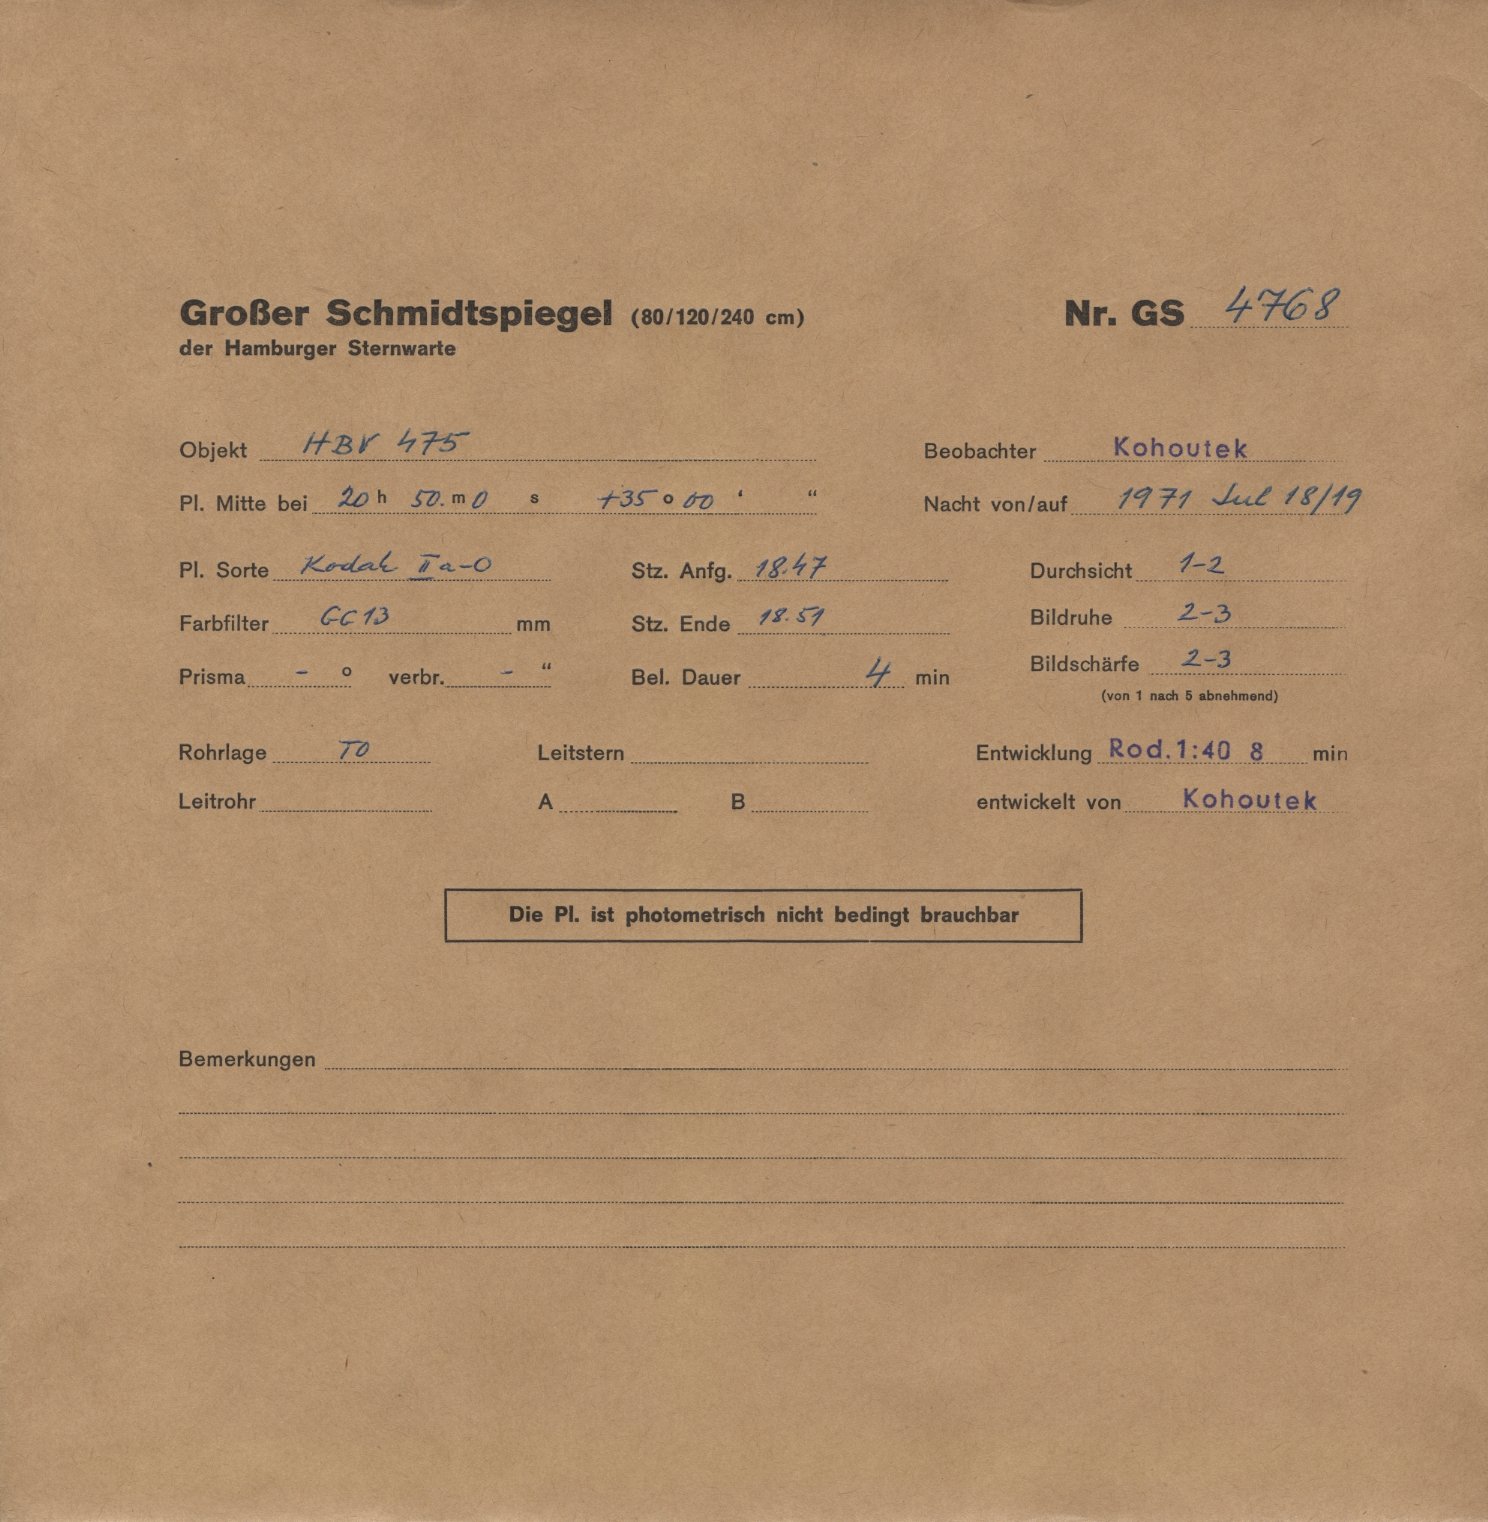 Großer Schmidtspiegel (80/120/240 cm) Nr. GS 4768
der Hamburger Sternwarte
Objekt HBV 475 Beobachter Kohoutek
Pl. Mitte bei 20 h 50. m 0 s +35 o 00 ‘ “ Nacht von/auf 1971 Jul 18/19
Pl. Sorte Kodak IIa-O Stz. Anfg. 18.47 Durchsicht 1-2
Farbfilter GG 13 mm Stz. Ende 18.51 Bildruhe 2-3
Prisma - o verbr. - “ Bel. Dauer 4 min Bildschärfe 2-3
(von 1 nach 5 abnehmend)
Rohrlage TO Leitstern Entwicklung Rod. 1:40 8 min
Leitrohr A B entwickelt von Kohoutek
Die Pl. ist photometrisch nicht bedingt brauchbar
Bemerkungen